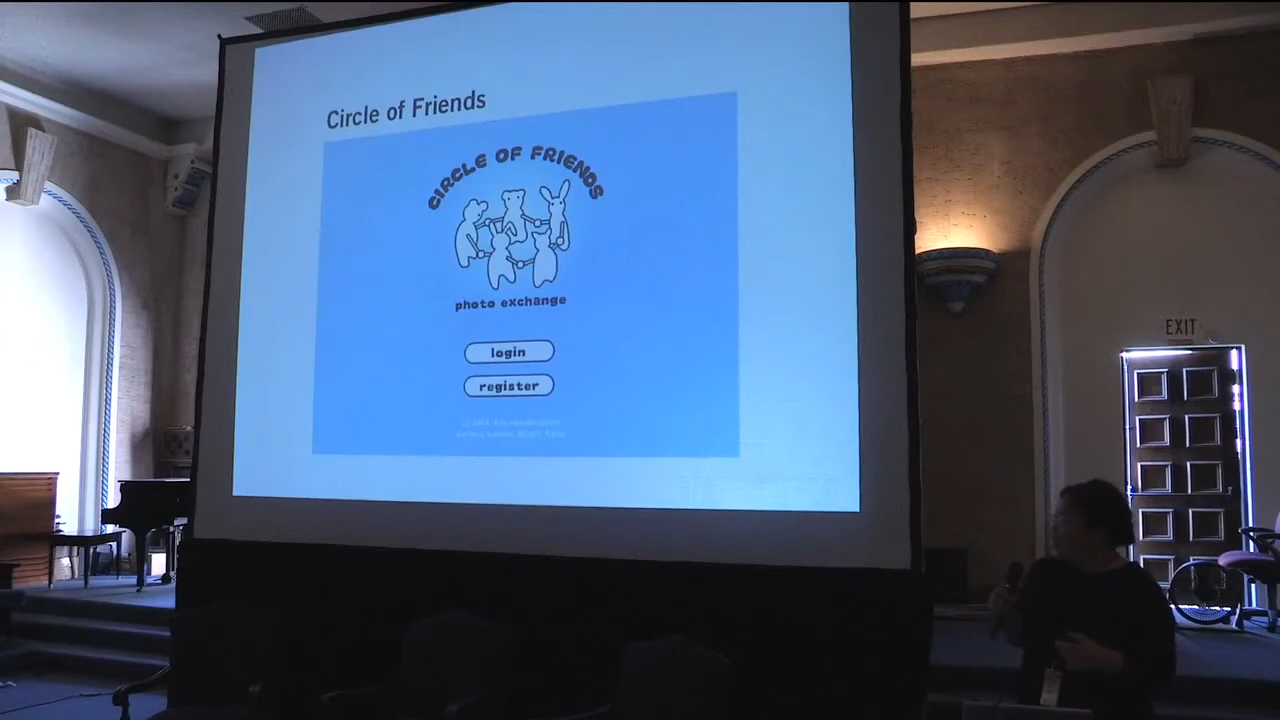 Circle of Friends
CIRCLE OF FRIENDS
photo exchange
login
register
EXIT